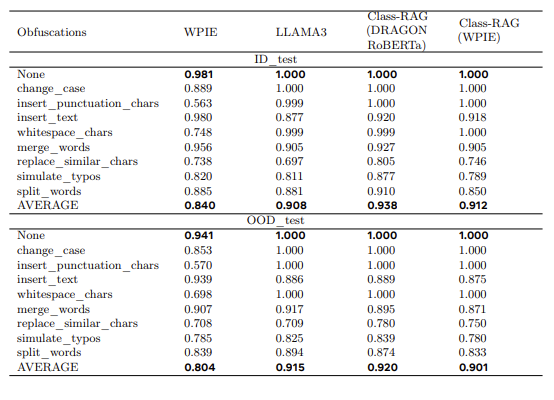 Obfuscations WPIE LLAMA3 Class-RAG (DRAGON RoBERTa) Class-RAG (WPIE)
ID_test
None 0.981 1.000 1.000 1.000
change_case 0.889 1.000 1.000 1.000
insert_punctuation_chars 0.563 0.999 1.000 1.000
insert_text 0.980 0.877 0.920 0.918
whitespace_chars 0.748 0.999 0.999 1.000
merge_words 0.956 0.905 0.927 0.905
replace_similar_chars 0.738 0.697 0.805 0.746
simulate_typos 0.820 0.811 0.877 0.789
split_words 0.885 0.881 0.910 0.850
AVERAGE 0.840 0.908 0.938 0.912
OOD_test
None 0.941 1.000 1.000 1.000
change_case 0.853 1.000 1.000 1.000
insert_punctuation_chars 0.570 1.000 1.000 1.000
insert_text 0.939 0.886 0.889 0.875
whitespace_chars 0.698 1.000 1.000 1.000
merge_words 0.907 0.917 0.895 0.871
replace_similar_chars 0.708 0.709 0.780 0.750
simulate_typos 0.785 0.825 0.839 0.780
split_words 0.839 0.894 0.874 0.833
AVERAGE 0.804 0.915 0.920 0.901